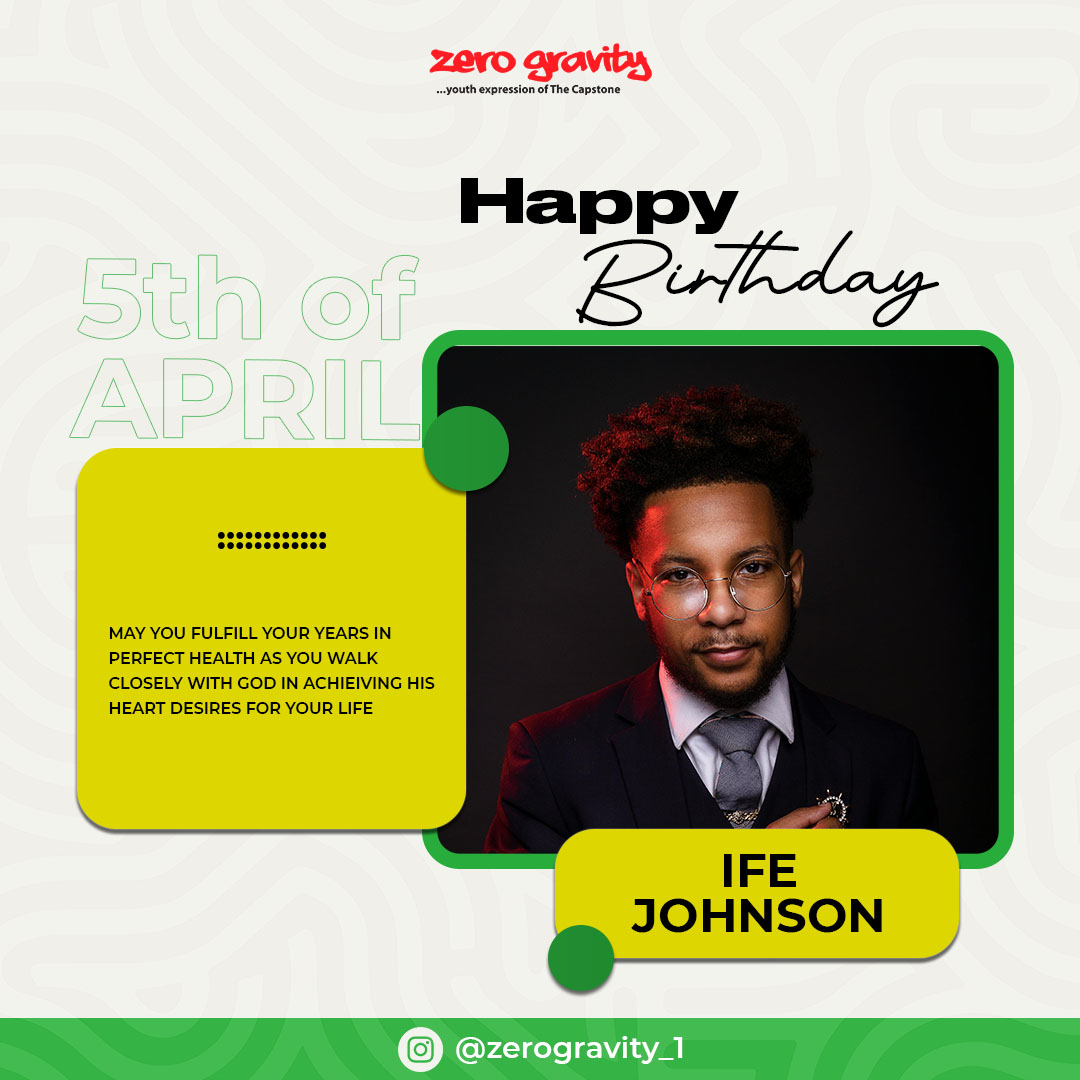 zero gravity
...youth expression of The Capstone
Happy
Birthday
5th of
APRIL
MAY YOU FULFILL YOUR YEARS IN
PERFECT HEALTH AS YOU WALK
CLOSELY WITH GOD IN ACHIEIVING HIS
HEART DESIRES FOR YOUR LIFE
IFE
JOHNSON
@zerogravity_1